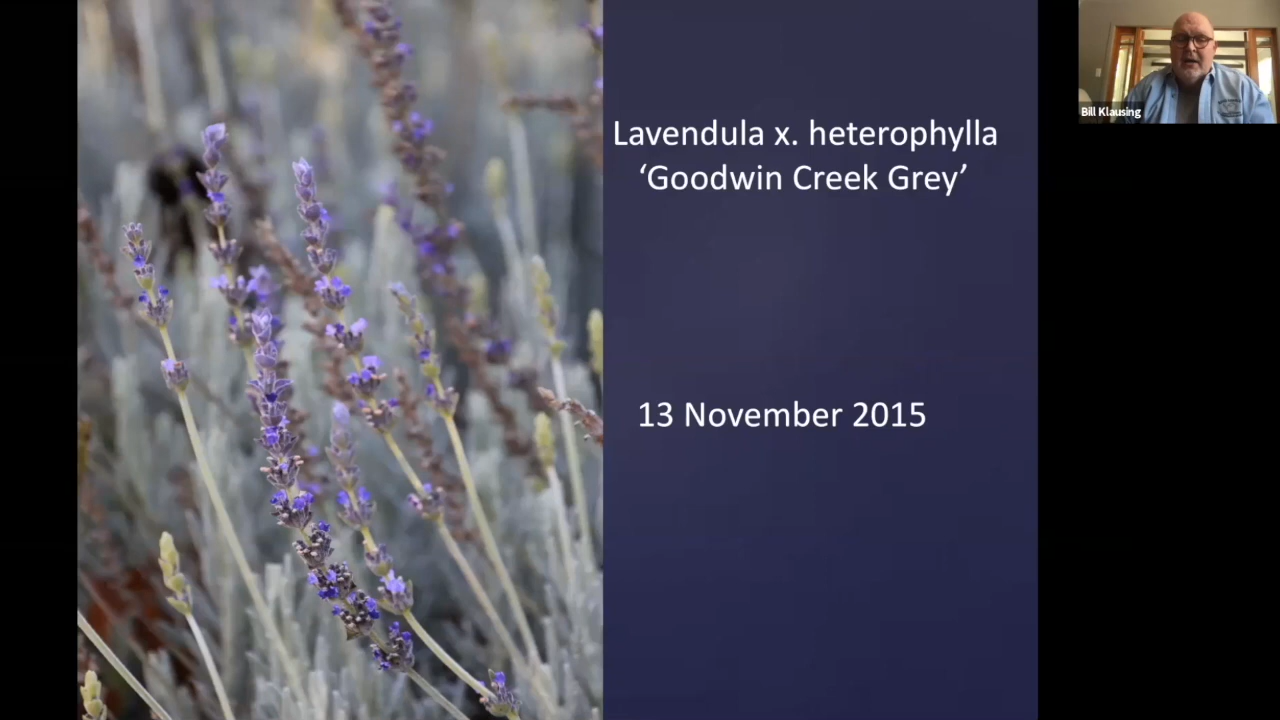 Lavendula x. heterophylla
‘Goodwin Creek Grey’
13 November 2015
Bill Klausing